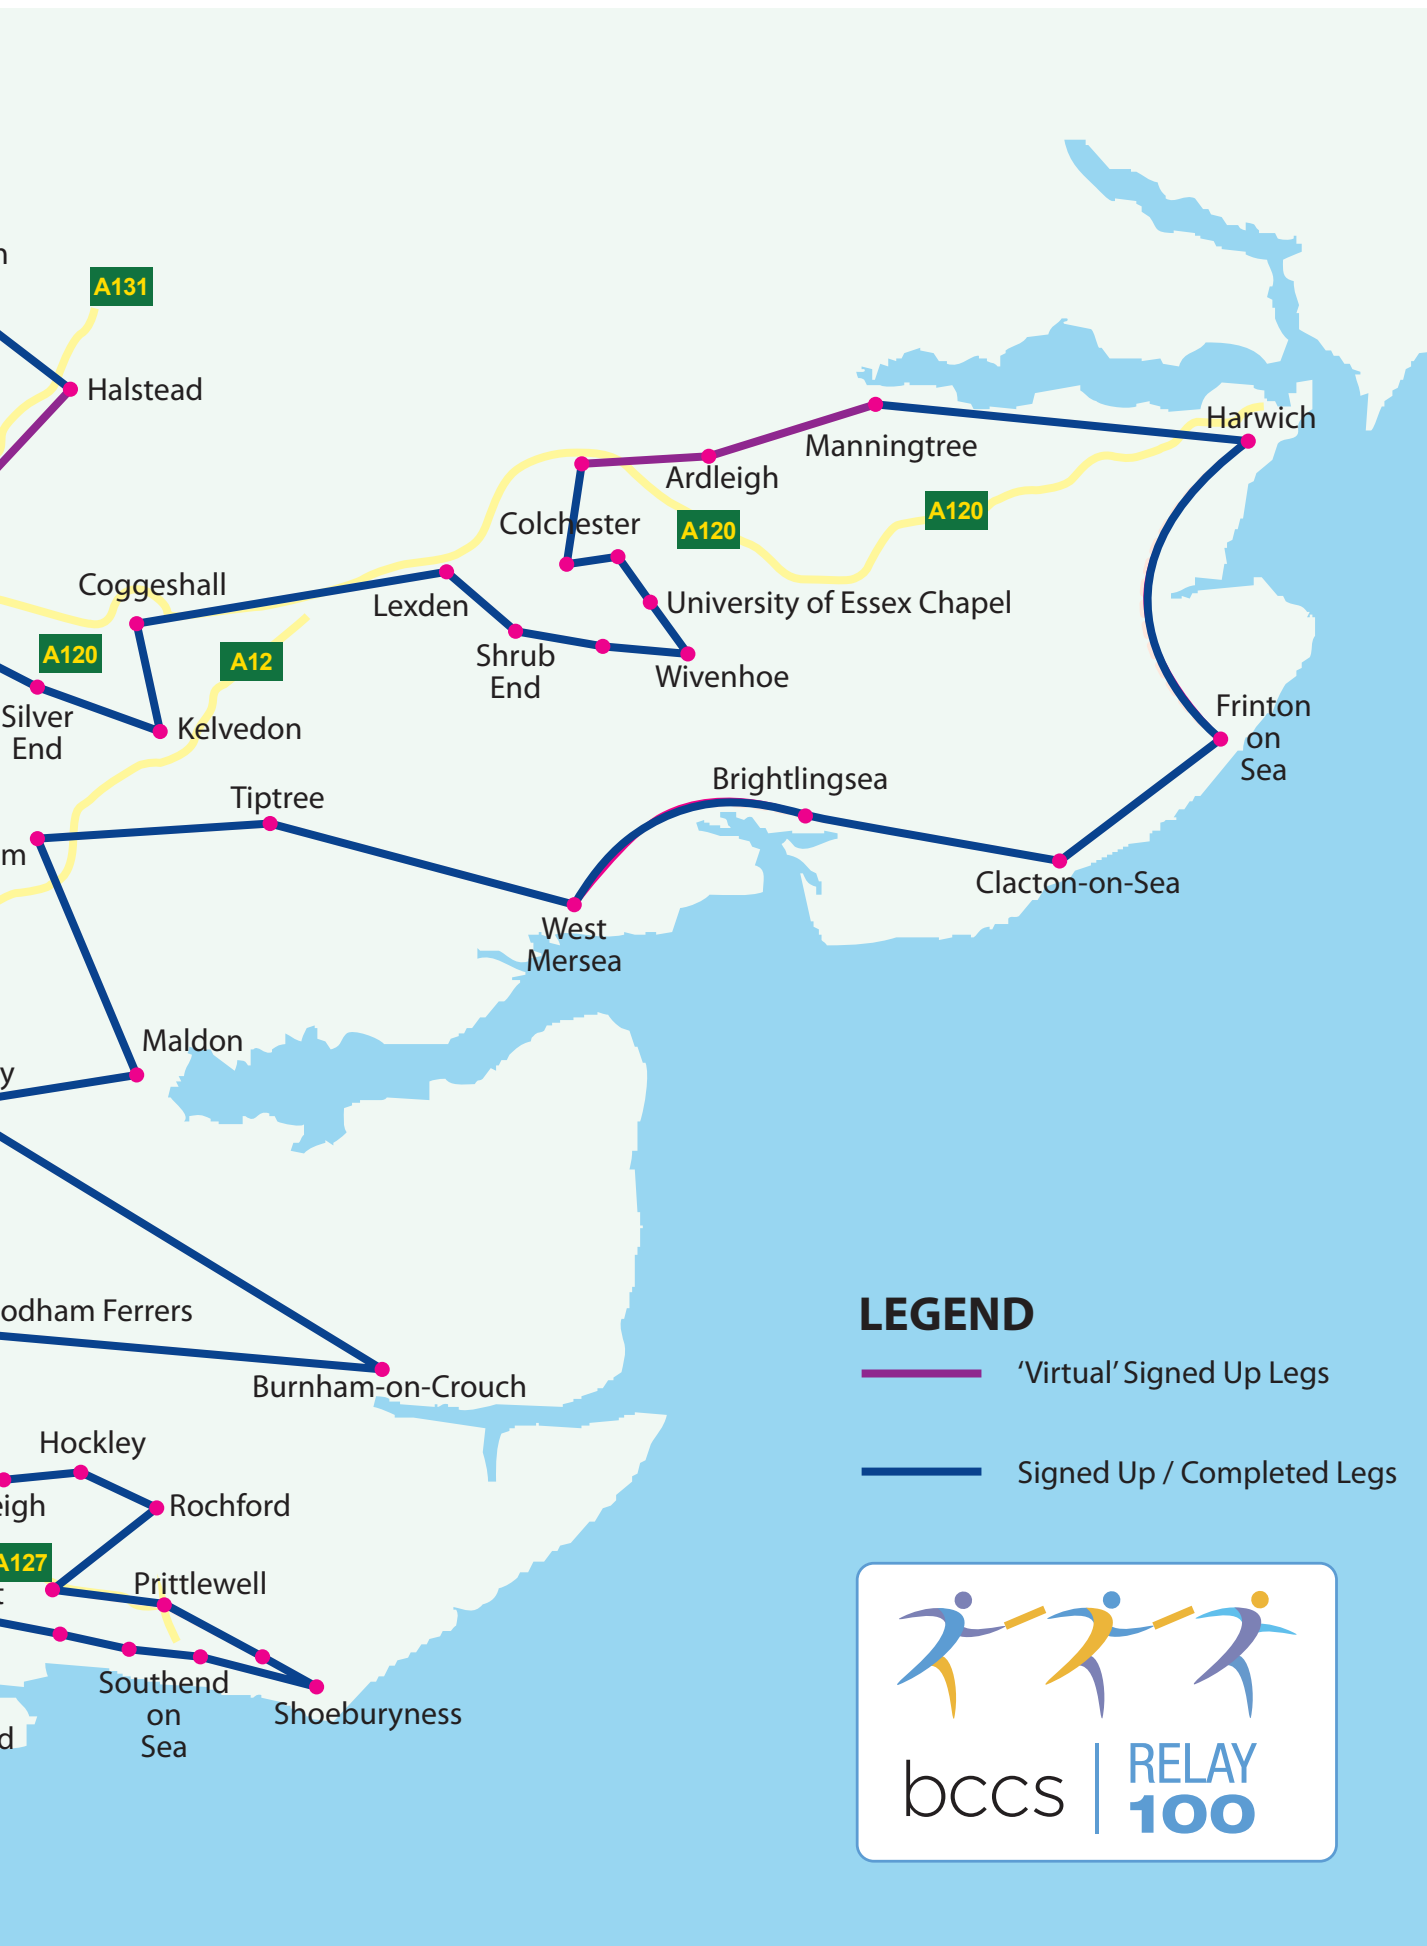 A131
Halstead
Harwich
Manningtree
Ardleigh
A120
Colchester
A120
Coggeshall
Lexden
University of Essex Chapel
A120
A12
Shrub
End
Wivenhoe
Silver
End
Kelvedon
Frinton
on
Sea
Brightlingsea
Tiptree
m
Clacton-on-Sea
West
Mersea
Maldon
y
odham Ferrers
Burnham-on-Crouch
LEGEND
'Virtual' Signed Up Legs
Signed Up / Completed Legs
Hockley
eigh
Rochford
A127
Prittlewell
Southend
on
Sea
Shoeburyness
d
bccs
RELAY
100